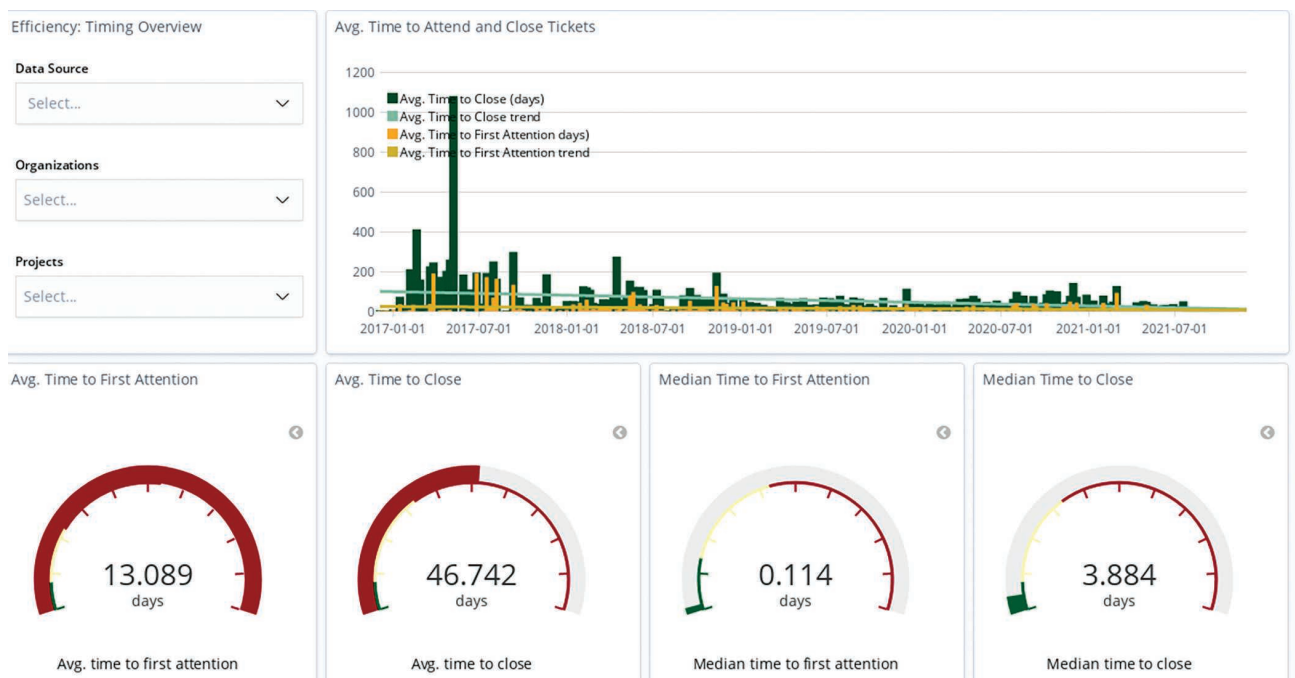 Efficiency: Timing Overview
Data Source
Select...
Organizations
Select...
Projects
Select...
Avg. Time to Attend and Close Tickets
1200
1000
800
600
400
200
0
Avg. Time to Close (days)
Avg. Time to Close trend
Avg. Time to First Attention days)
Avg. Time to First Attention trend
2017-01-01 2017-07-01 2018-01-01 2018-07-01 2019-01-01 2019-07-01 2020-01-01 2020-07-01 2021-01-01 2021-07-01
Avg. Time to First Attention
13.089
days
Avg. time to first attention
Avg. Time to Close
46.742
days
Avg. time to close
Median Time to First Attention
0.114
days
Median time to first attention
Median Time to Close
3.884
days
Median time to close